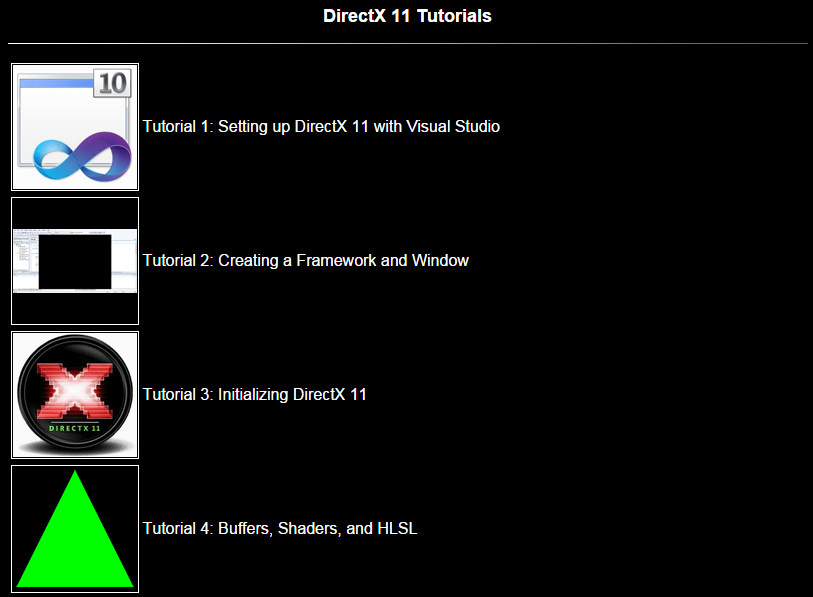 DirectX 11 Tutorials
10
Tutorial 1: Setting up DirectX 11 with Visual Studio
Tutorial 2: Creating a Framework and Window
DIRECTX 11
Tutorial 3: Initializing DirectX 11
Tutorial 4: Buffers, Shaders, and HLSL